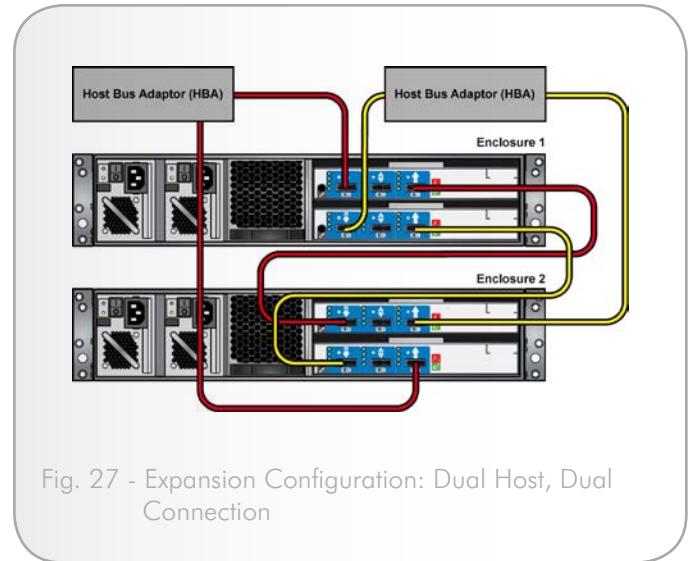 Host Bus Adaptor (HBA)
Host Bus Adaptor (HBA)
Enclosure 1
Enclosure 2
Fig. 27 - Expansion Configuration: Dual Host, Dual
Connection